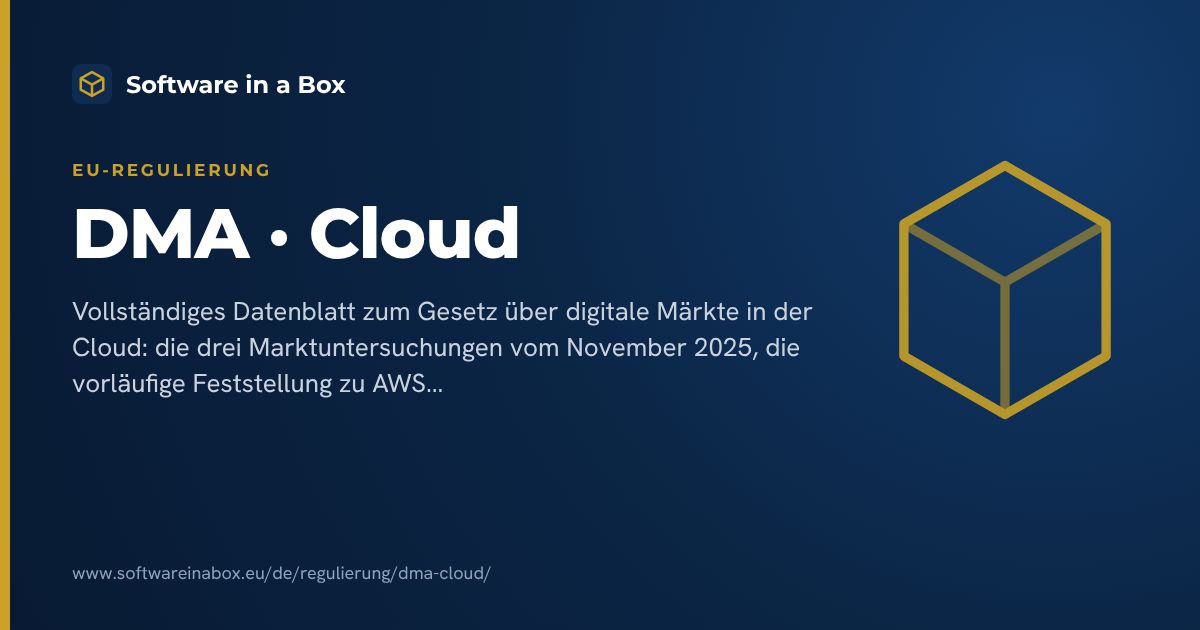 Software in a Box
EU-REGULIERUNG
DMA · Cloud
Vollständiges Datenblatt zum Gesetz über digitale Märkte in der
Cloud: die drei Marktuntersuchungen vom November 2025, die
vorläufige Feststellung zu AWS…
www.softwareinabox.eu/de/regulierung/dma-cloud/